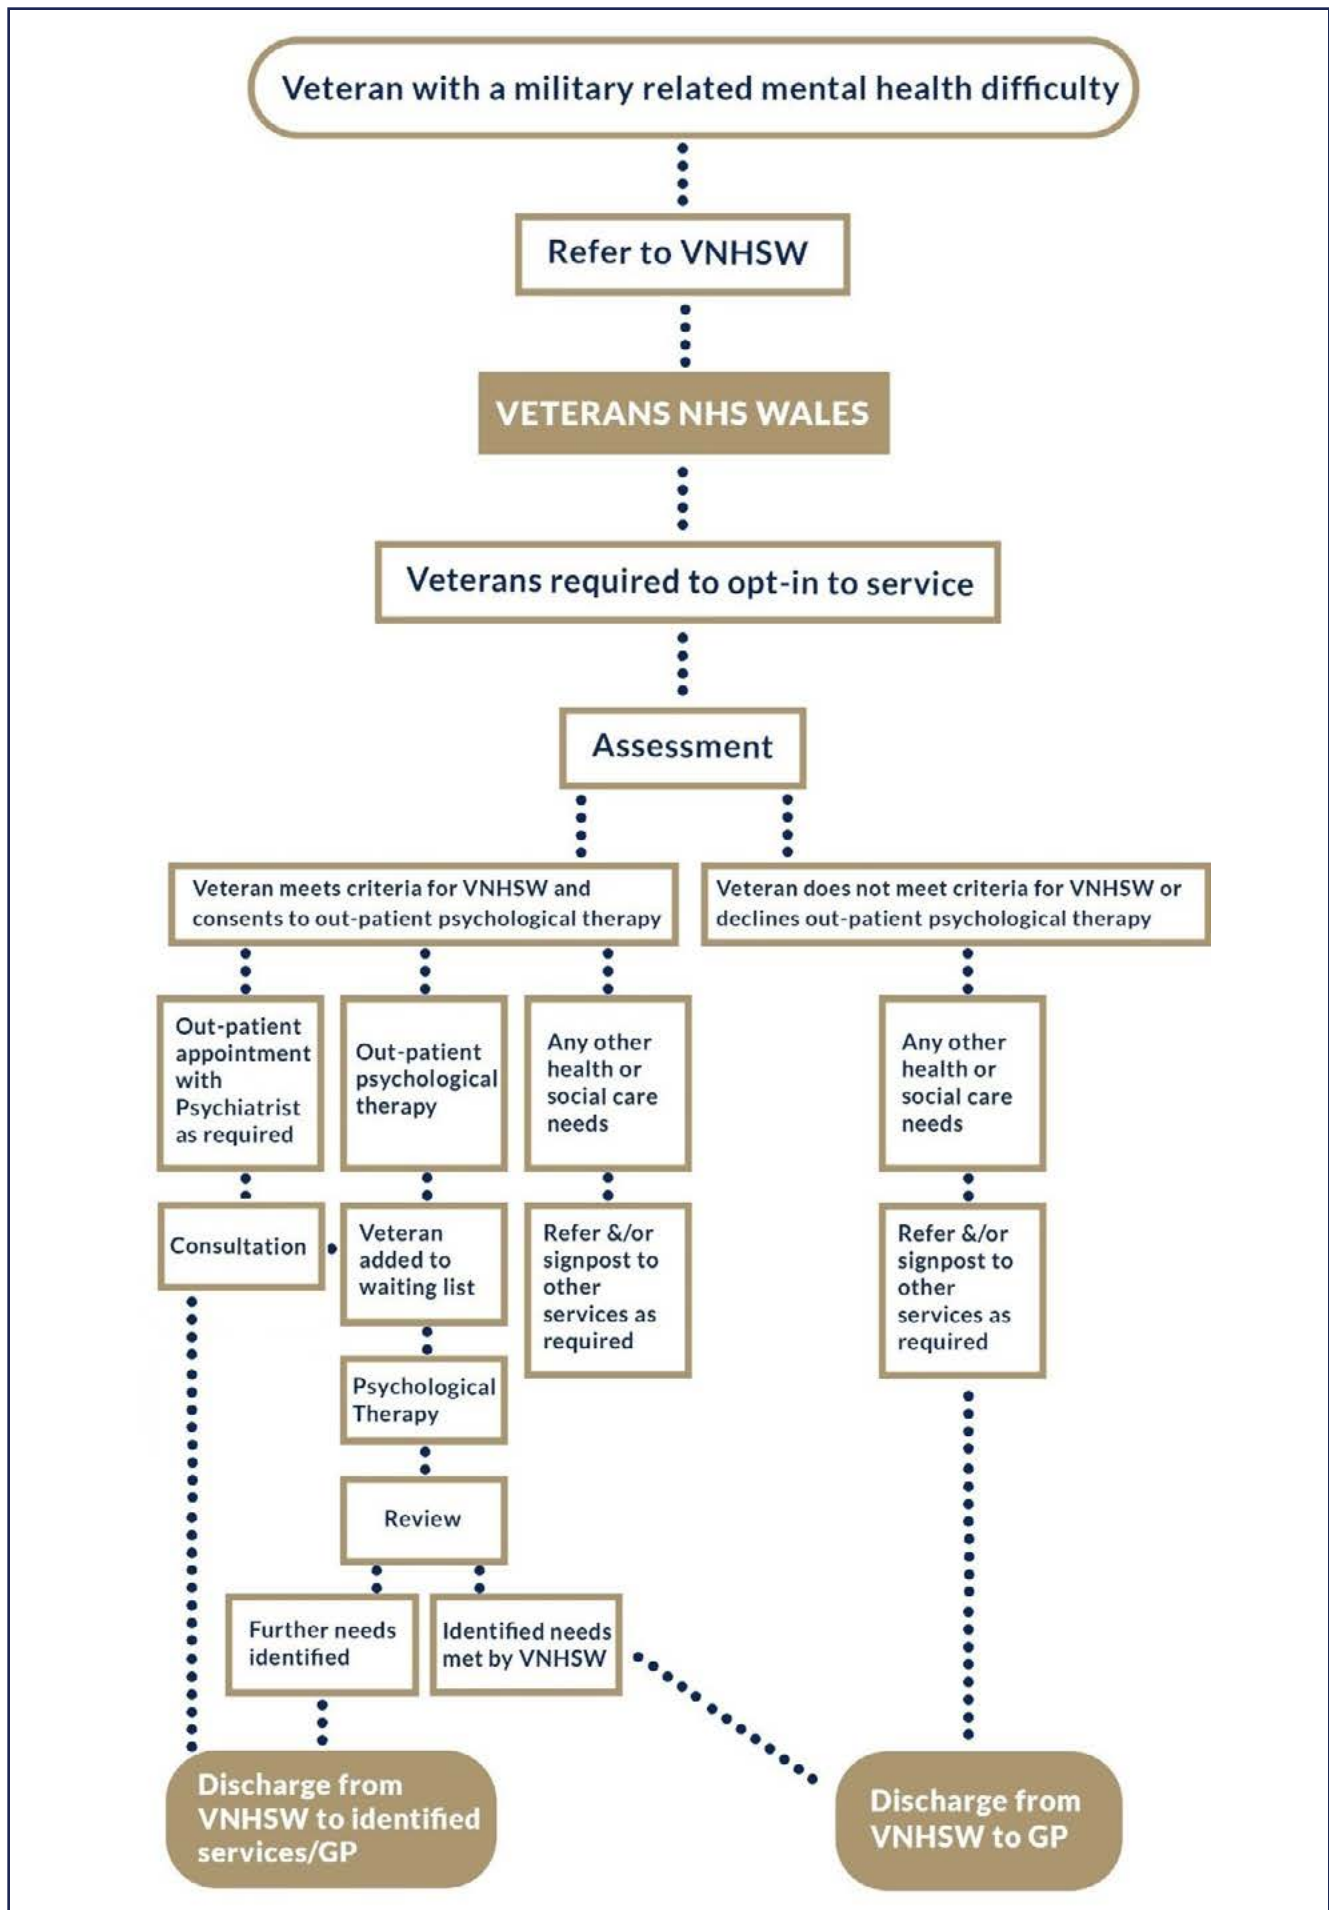 Veteran with a military related mental health difficulty
Refer to VNHSW
VETERANS NHS WALES
Veterans required to opt-in to service
Assessment
Veteran meets criteria for VNHSW and
consents to out-patient psychological therapy
Veteran does not meet criteria for VNHSW or
declines out-patient psychological therapy
Out-patient
appointment
with
Psychiatrist
as required
Out-patient
psychological
therapy
Any other
health or
social care
needs
Any other
health or
social care
needs
Consultation
Veteran
added to
waiting list
Refer &/or
signpost to
other
services as
required
Refer &/or
signpost to
other
services as
required
Psychological
Therapy
Review
Further needs
identified
Identified needs
met by VNHSW
Discharge from
VNHSW to identified
services/GP
Discharge from
VNHSW to GP